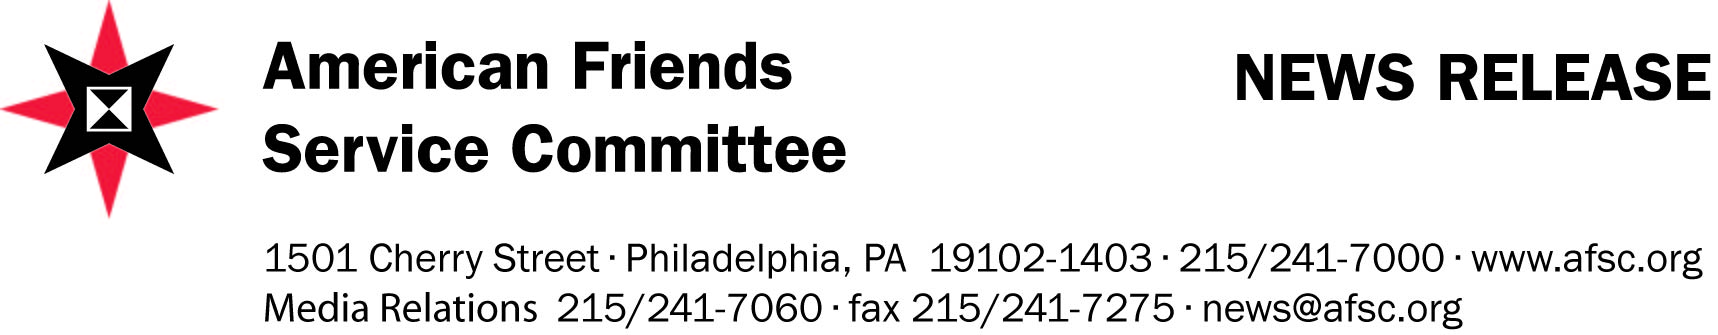 American Friends
Service Committee
NEWS RELEASE
1501 Cherry Street · Philadelphia, PA 19102-1403 · 215/241-7000 · www.afsc.org
Media Relations 215/241-7060 · fax 215/241-7275 · news@afsc.org